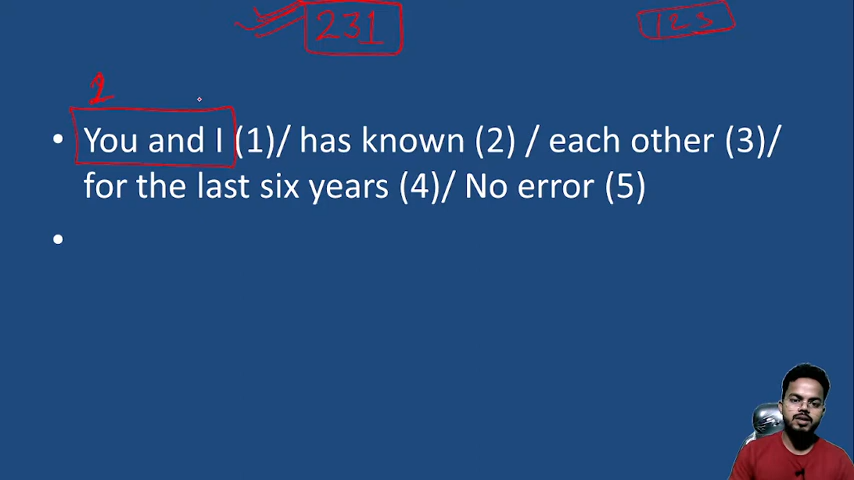 231
123
2
• You and I (1)/ has known (2) / each other (3)/
for the last six years (4)/ No error (5)
•